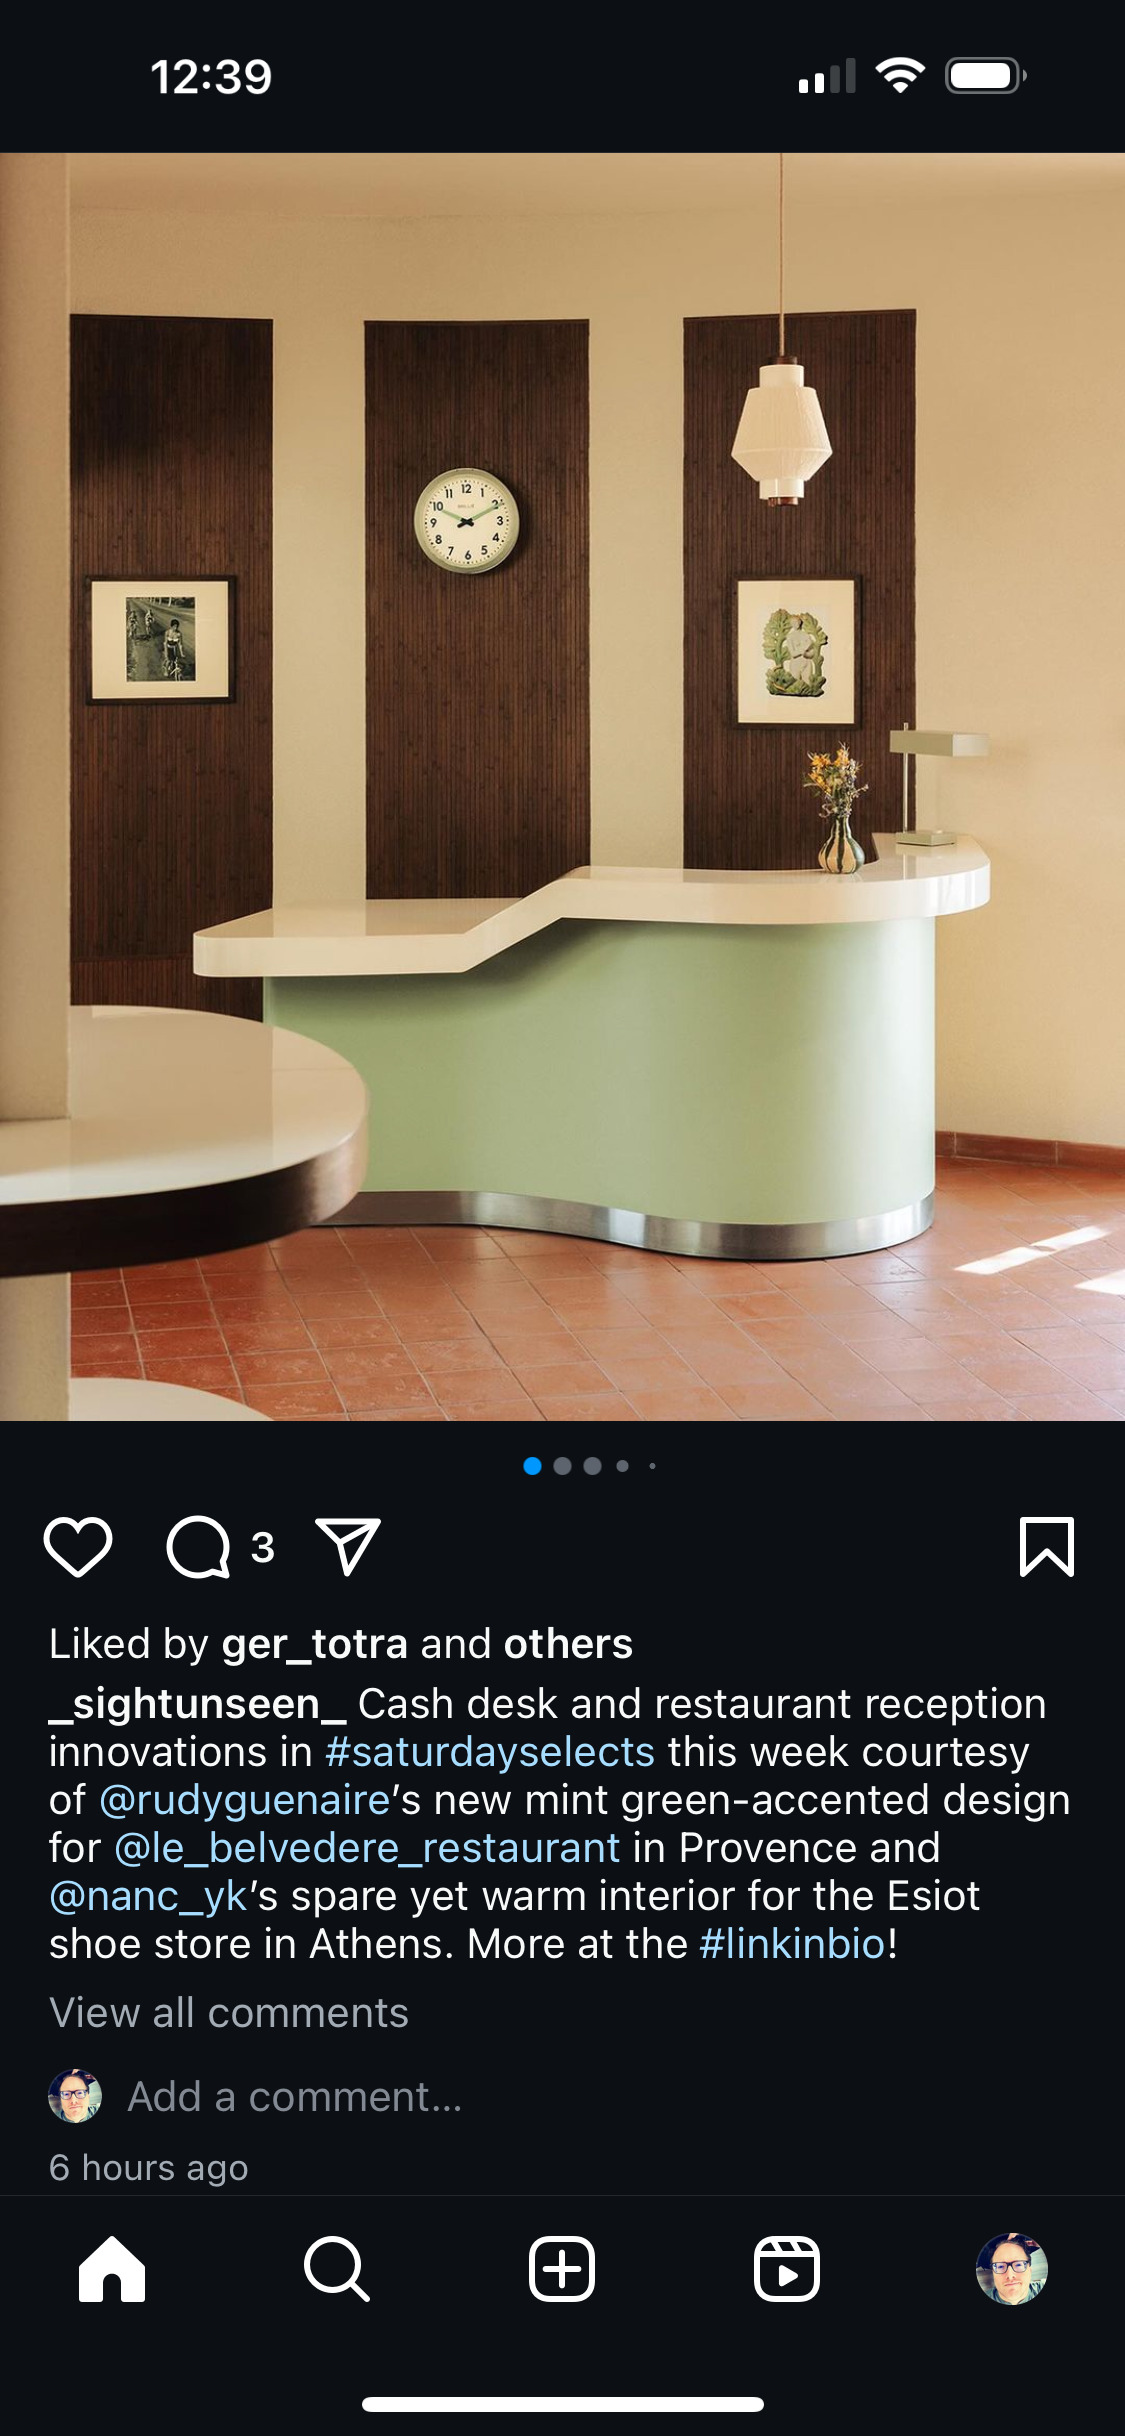 12:39
11 12 1
10 2
9 3
8 4
7 6 5
3
Liked by ger_totra and others
_sightunseen_ Cash desk and restaurant reception
innovations in #saturdayselects this week courtesy
of @rudyguenaire’s new mint green-accented design
for @le_belvedere_restaurant in Provence and
@nanc_yk’s spare yet warm interior for the Esiot
shoe store in Athens. More at the #linkinbio!
View all comments
Add a comment...
6 hours ago